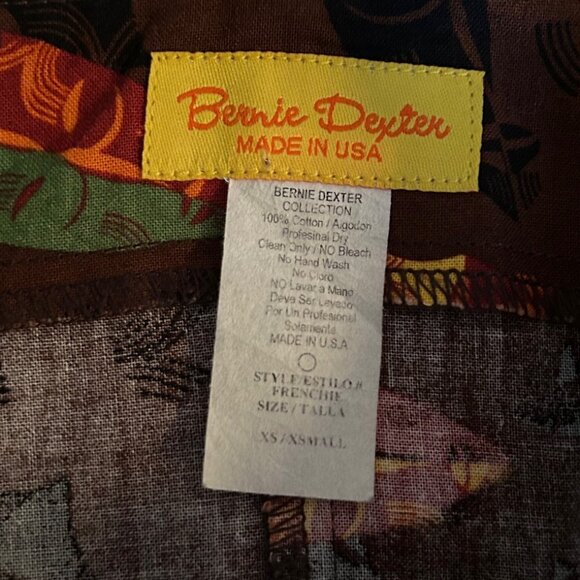 Bernie Dexter
MADE IN USA
BERNIE DEXTER
COLLECTION
100% Cotton / Algodon
Profesinal Dry
Clean Only / NO Bleach
No Hand Wash
No Cloro
NO Lavar a Mano
Deve Ser Lavado
Por Un Profesional
Solamente
MADE IN U.S.A
STYLE/ESTILO #
FRENCHIE
SIZE / TALLA
XS / XSMALL